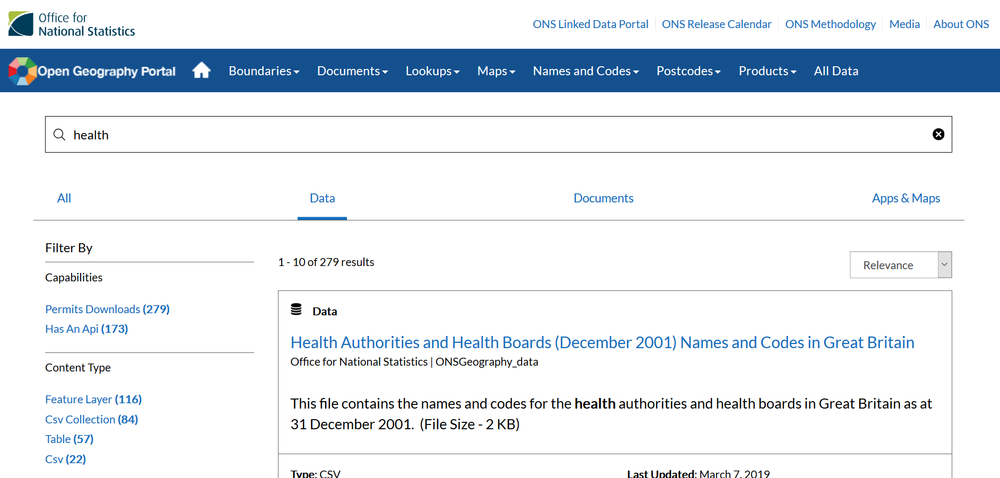 Office for
National Statistics
ONS Linked Data Portal
ONS Release Calendar
ONS Methodology
Media
About ONS
Open Geography Portal
Boundaries
Documents
Lookups
Maps
Names and Codes
Postcodes
Products
All Data
health
All
Data
Documents
Apps & Maps
Filter By
Capabilities
Permits Downloads (279)
Has An Api (173)
Content Type
Feature Layer (116)
Csv Collection (84)
Table (57)
Csv (22)
1 - 10 of 279 results
Relevance
Data
Health Authorities and Health Boards (December 2001) Names and Codes in Great Britain
Office for National Statistics | ONSGeography_data
This file contains the names and codes for the health authorities and health boards in Great Britain as at
31 December 2001.  (File Size - 2 KB)
Type: CSV
Last Updated: March 7, 2019